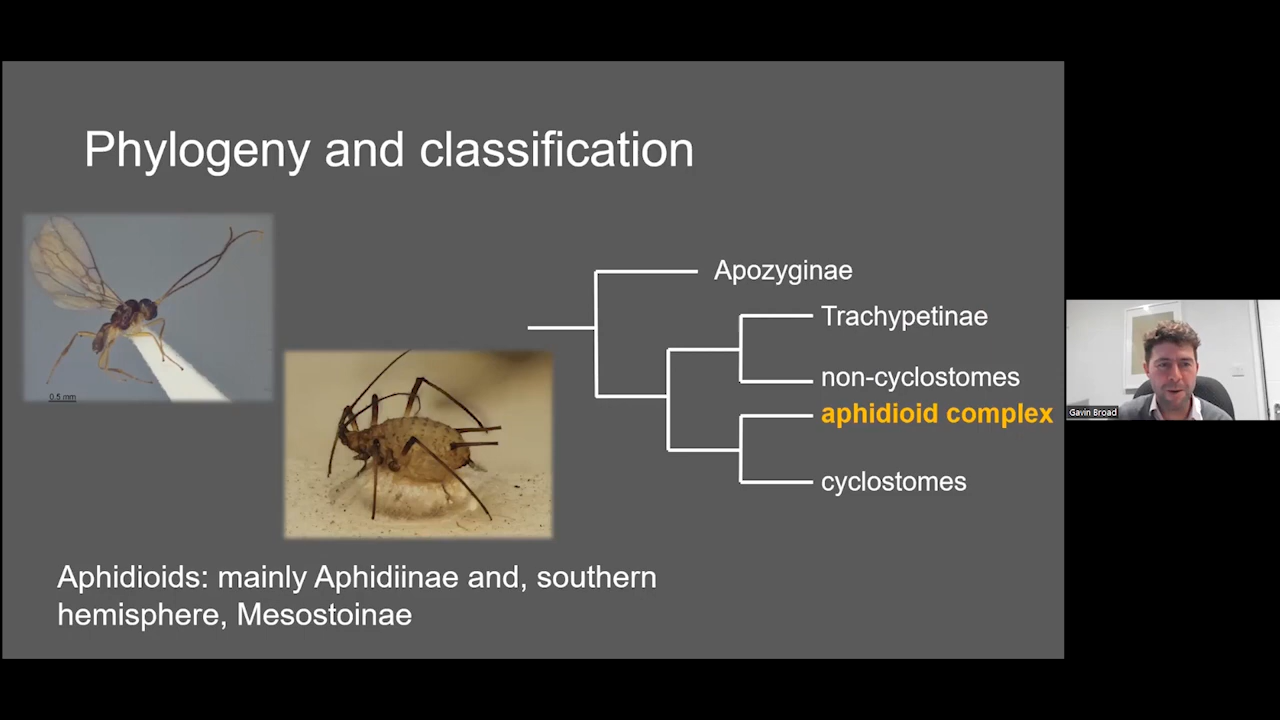 Phylogeny and classification
0.5 mm
Apozyginae
Trachypetinae
non-cyclostomes
aphidioid complex
cyclostomes
Gavin Broad
Aphidioids: mainly Aphidiinae and, southern
hemisphere, Mesostoinae